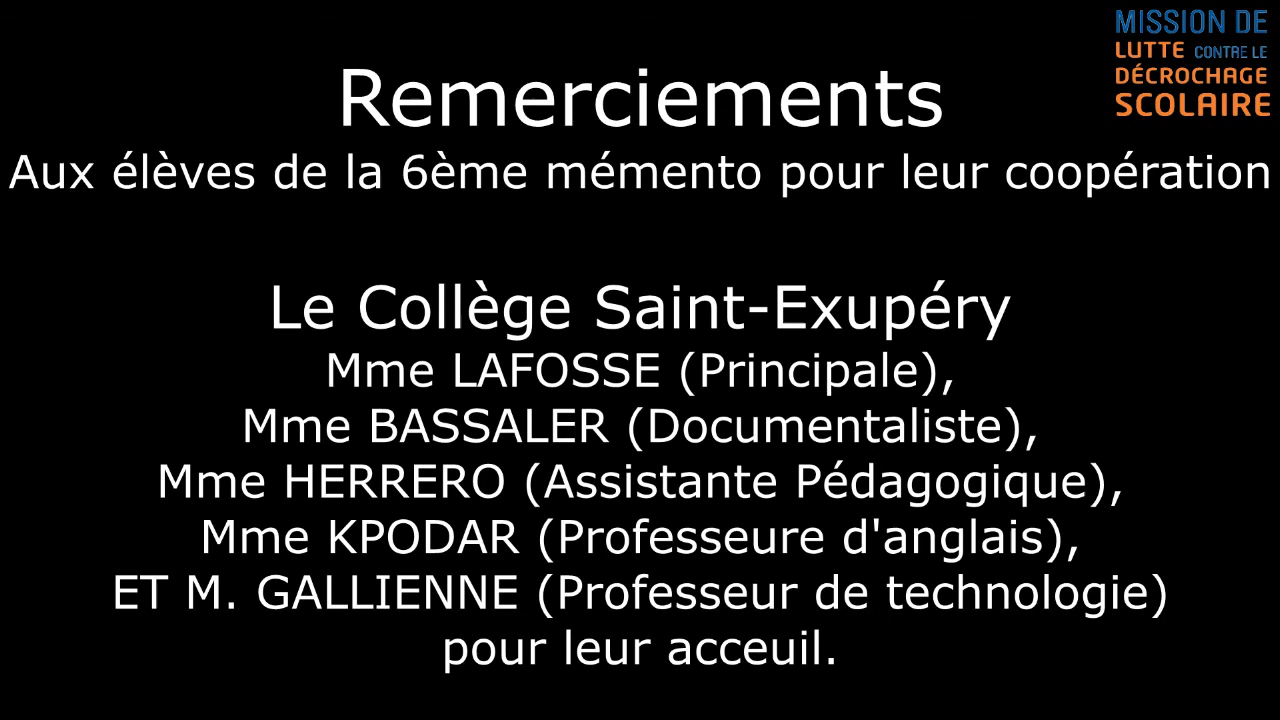 MISSION DE
LUTTE CONTRE LE
DÉCROCHAGE
SCOLAIRE
Remerciements
Aux élèves de la 6ème mémento pour leur coopération
Le Collège Saint-Exupéry
Mme LAFOSSE (Principale),
Mme BASSALER (Documentaliste),
Mme HERRERO (Assistante Pédagogique),
Mme KPODAR (Professeure d'anglais),
ET M. GALLIENNE (Professeur de technologie)
pour leur acceuil.